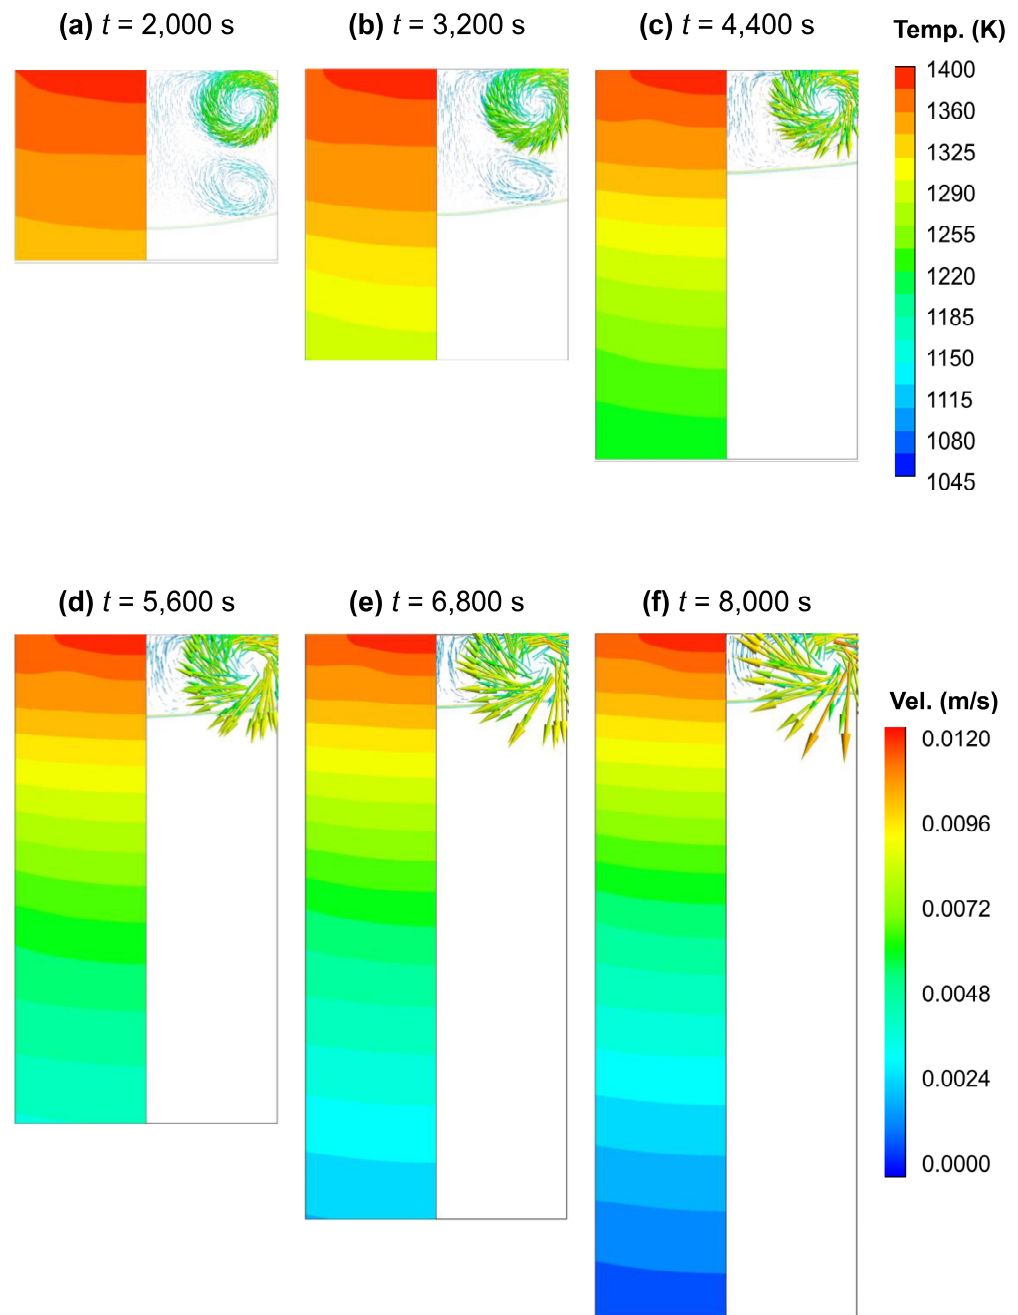 (a) t = 2,000 s
(b) t = 3,200 s
(c) t = 4,400 s
Temp. (K)
1400
1360
1325
1290
1255
1220
1185
1150
1115
1080
1045
(d) t = 5,600 s
(e) t = 6,800 s
(f) t = 8,000 s
Vel. (m/s)
0.0120
0.0096
0.0072
0.0048
0.0024
0.0000